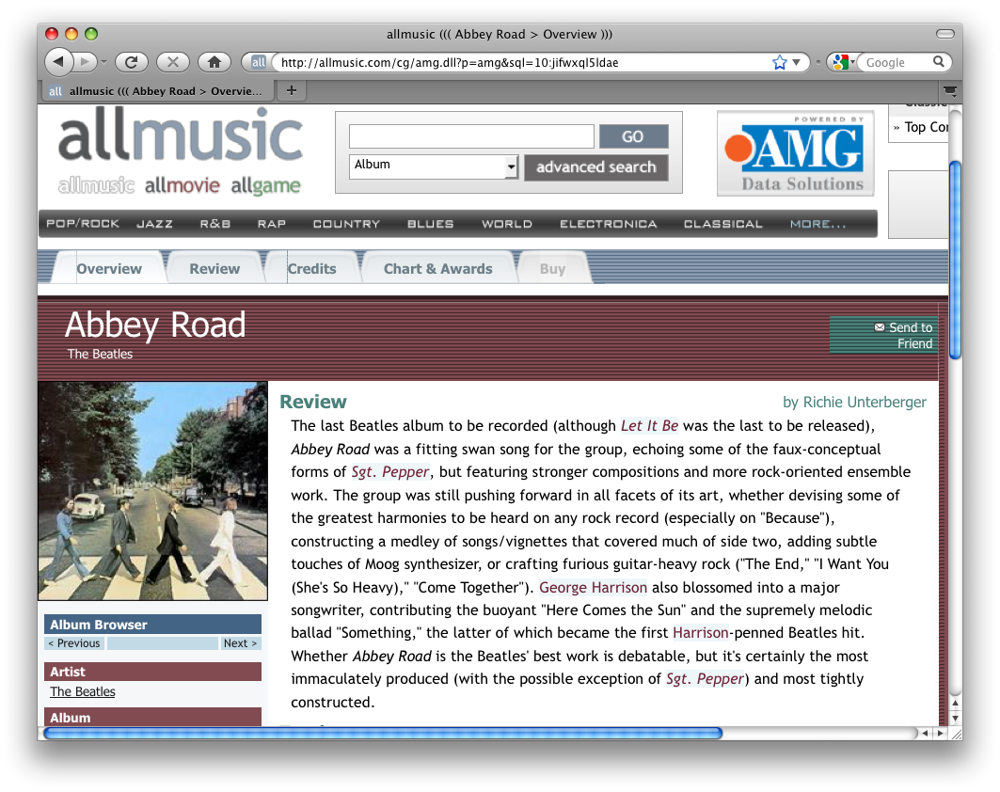 allmusic ((( Abbey Road > Overview )))
all http://allmusic.com/cg/amg.dll?p=amg&sql=10:jifwxql5ldae Google
all allmusic ((( Abbey Road > Overvie... +
allmusic
GO
Album
advanced search
POWERED BY
AMG
Data Solutions
» Top Cor
allmusic allmovie allgame
POP/ROCK JAZZ R&B RAP COUNTRY BLUES WORLD ELECTRONICA CLASSICAL MORE...
Overview Review Credits Chart & Awards Buy
Abbey Road
The Beatles
Send to
Friend
Review by Richie Unterberger
The last Beatles album to be recorded (although Let It Be was the last to be released),
Abbey Road was a fitting swan song for the group, echoing some of the faux-conceptual
forms of Sgt. Pepper, but featuring stronger compositions and more rock-oriented ensemble
work. The group was still pushing forward in all facets of its art, whether devising some of
the greatest harmonies to be heard on any rock record (especially on "Because"),
constructing a medley of songs/vignettes that covered much of side two, adding subtle
touches of Moog synthesizer, or crafting furious guitar-heavy rock ("The End," "I Want You
(She's So Heavy)," "Come Together"). George Harrison also blossomed into a major
songwriter, contributing the buoyant "Here Comes the Sun" and the supremely melodic
ballad "Something," the latter of which became the first Harrison-penned Beatles hit.
Whether Abbey Road is the Beatles' best work is debatable, but it's certainly the most
immaculately produced (with the possible exception of Sgt. Pepper) and most tightly
constructed.
Album Browser
< Previous Next >
Artist
The Beatles
Album